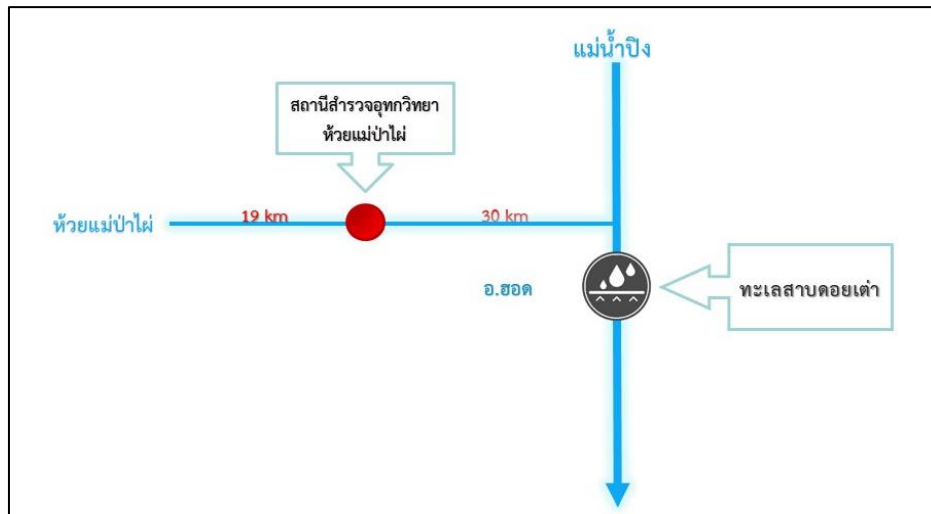 แม่น้ำปิง
สถานีสำรวจอุทกวิทยา
ห้วยแม่ป่าไผ่
ห้วยแม่ป่าไผ่
19 km
30 km
อ.ฮอด
ทะเลสาบดอยเต่า